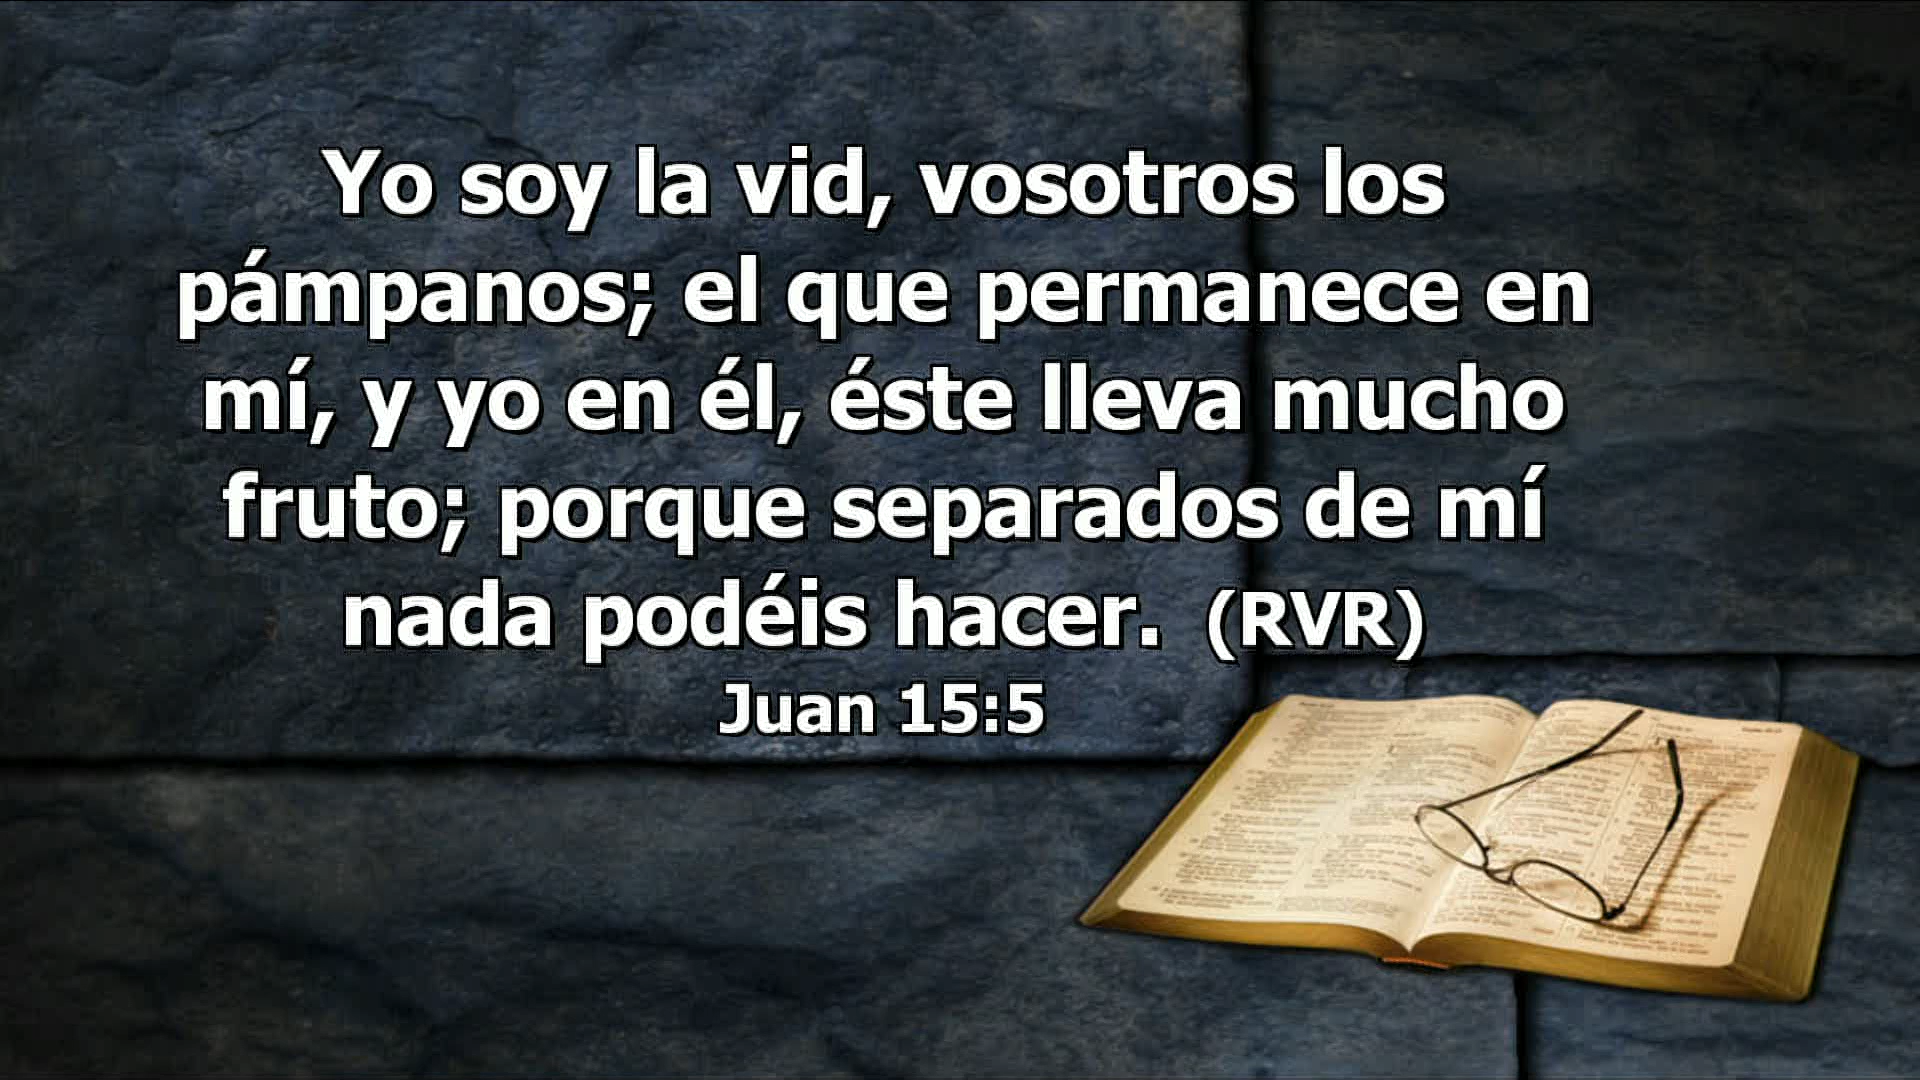 Yo soy la vid, vosotros los
pámpanos; el que permanece en
mí, y yo en él, éste lleva mucho
fruto; porque separados de mí
nada podéis hacer. (RVR)
Juan 15:5